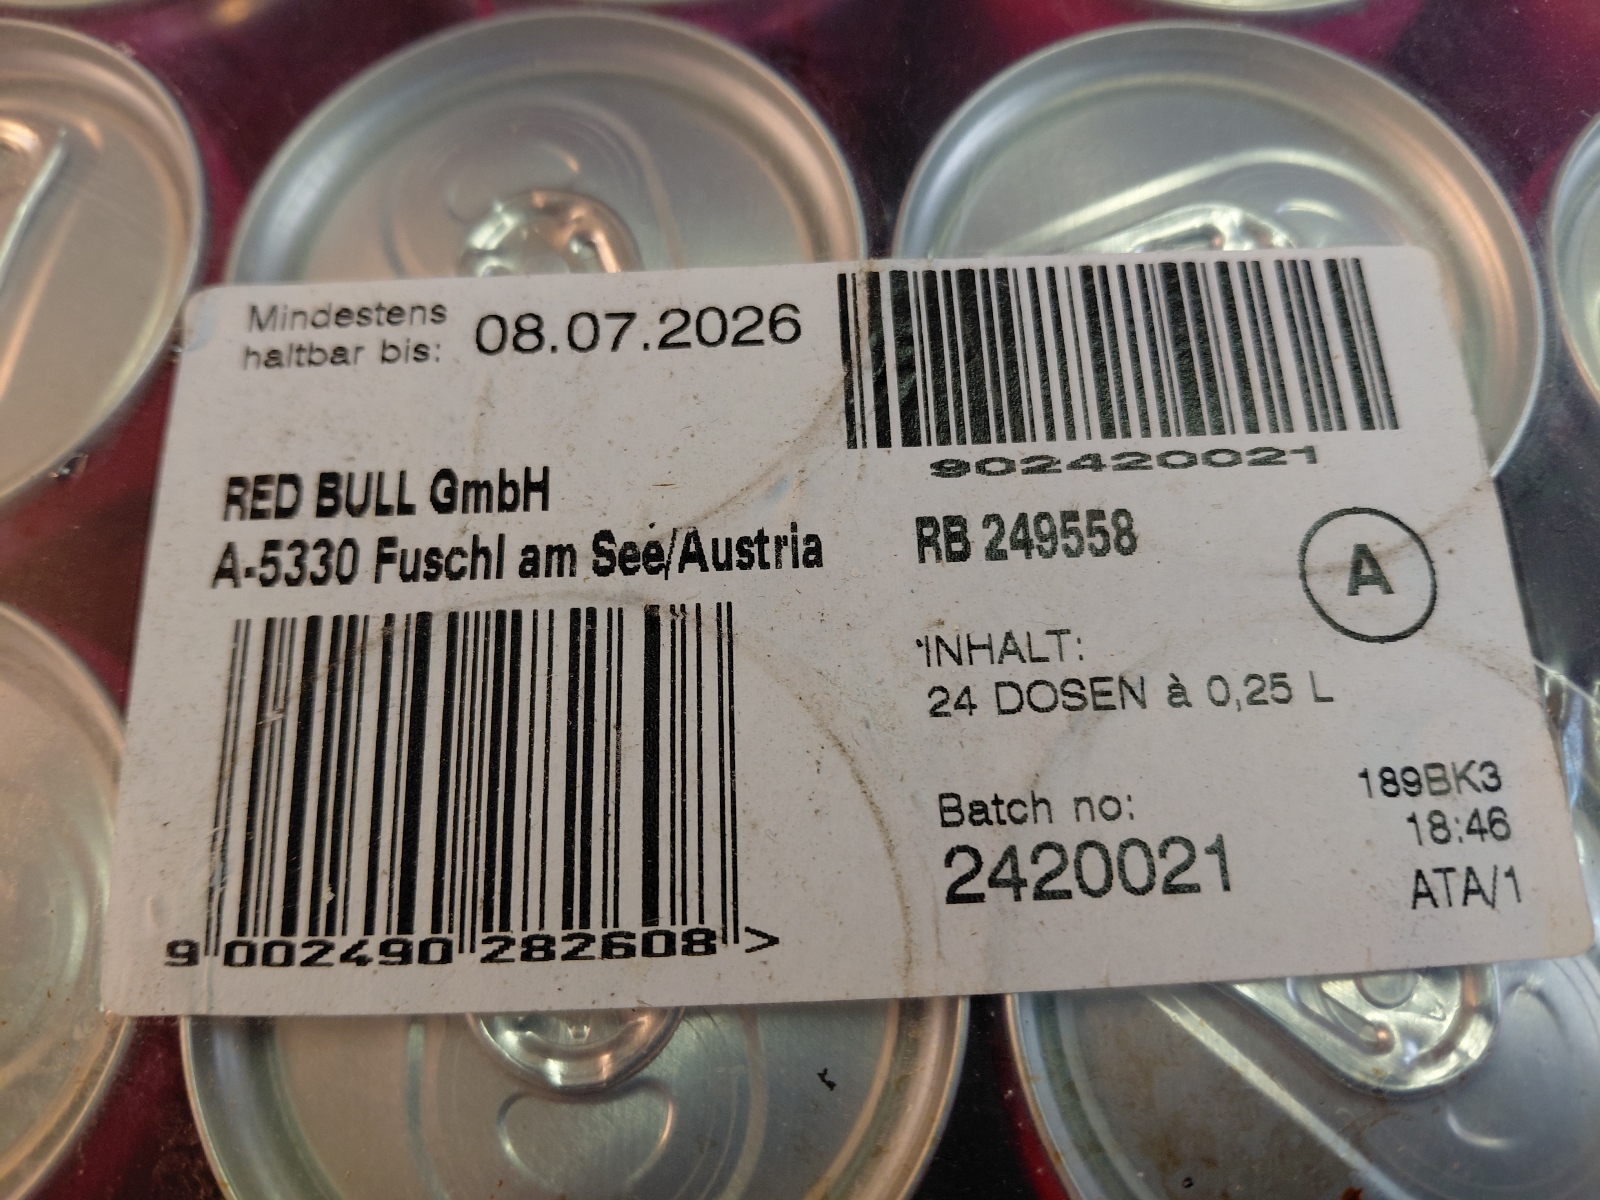 Mindestens
haltbar bis: 08.07.2026
902420021
RED BULL GmbH
A-5330 Fuschl am See/Austria
RB 249558
A
INHALT:
24 DOSEN à 0,25 L
189BK3
Batch no:
18:46
2420021
ATA/1
9 002490 282608 >